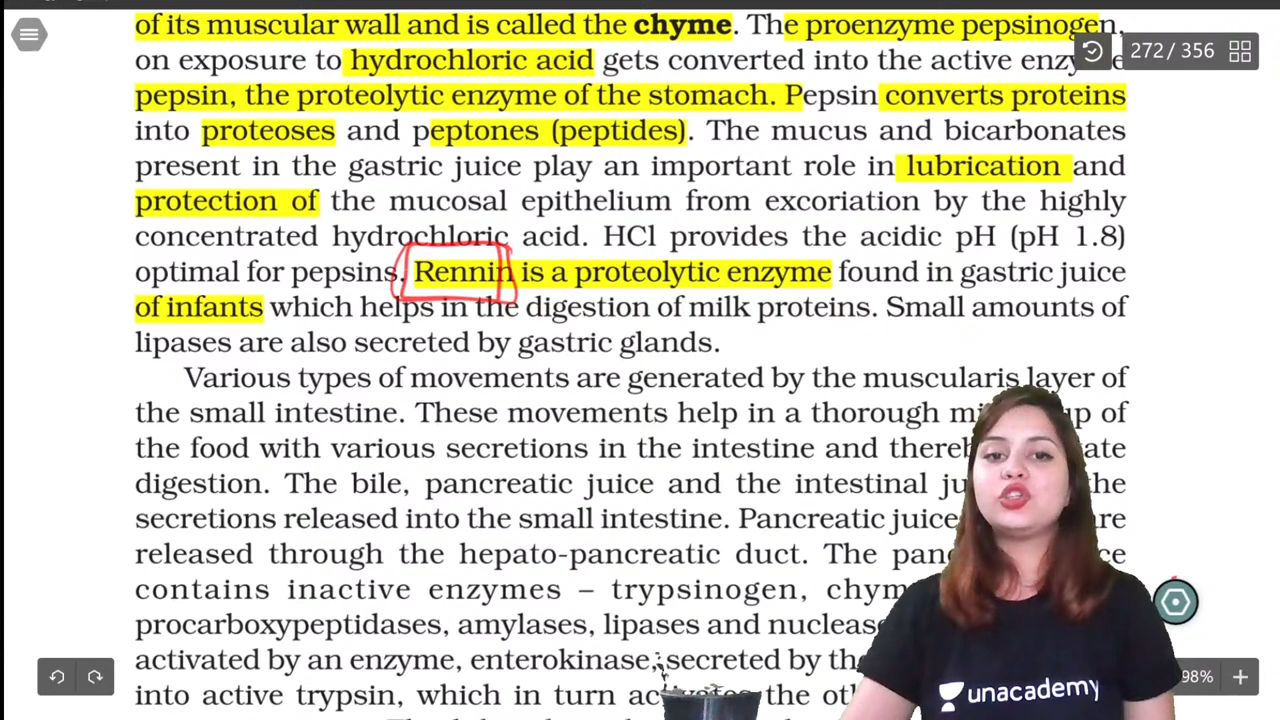 of its muscular wall and is called the chyme. The proenzyme pepsinogen,
272 / 356
on exposure to hydrochloric acid gets converted into the active
pepsin, the proteolytic enzyme of the stomach. Pepsin converts proteins
into proteoses and peptones (peptides). The mucus and bicarbonates
present in the gastric juice play an important role in lubrication and
protection of the mucosal epithelium from excoriation by the highly
concentrated hydrochloric acid. HCl provides the acidic pH (pH 1.8)
optimal for pepsins. Rennin is a proteolytic enzyme found in gastric juice
of infants which helps in the digestion of milk proteins. Small amounts of
lipases are also secreted by gastric glands.
Various types of movements are generated by the muscularis layer of
the small intestine. These movements help in a thorough up of
the food with various secretions in the intestine and
digestion. The bile, pancreatic juice and the intestinal the
secretions released into the small intestine. Pancreatic juice
released through the hepato-pancreatic duct. The
contains inactive enzymes – trypsinogen,
procarboxypeptidases, amylases, lipases and
activated by an enzyme, enterokinase, secreted by
98%
into active trypsin, which in turn the
unacademy